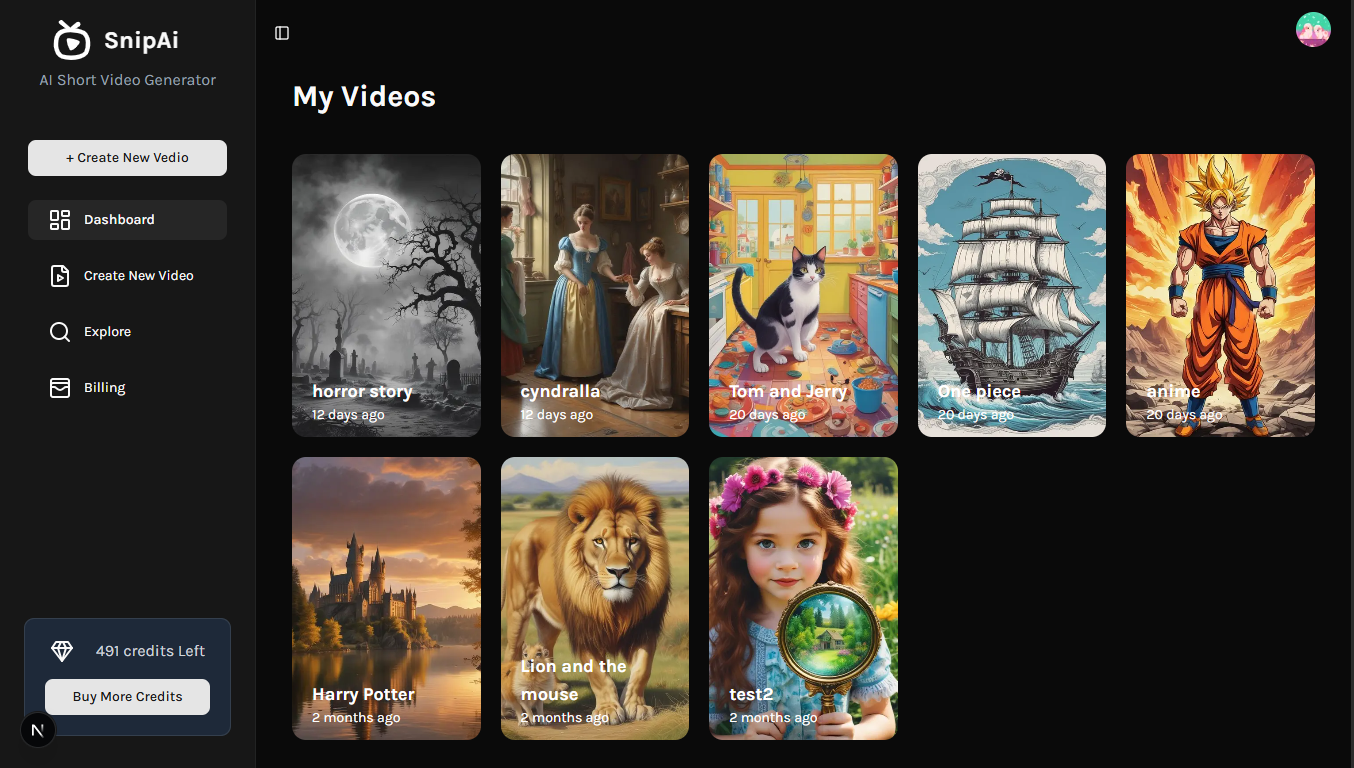 SnipAi
AI Short Video Generator
+ Create New Vedio
Dashboard
Create New Video
Explore
Billing
491 credits Left
Buy More Credits
N
My Videos
horror story
12 days ago
cyndralla
12 days ago
Tom and Jerry
20 days ago
One piece
20 days ago
anime
20 days ago
Harry Potter
2 months ago
Lion and the
mouse
2 months ago
test2
2 months ago